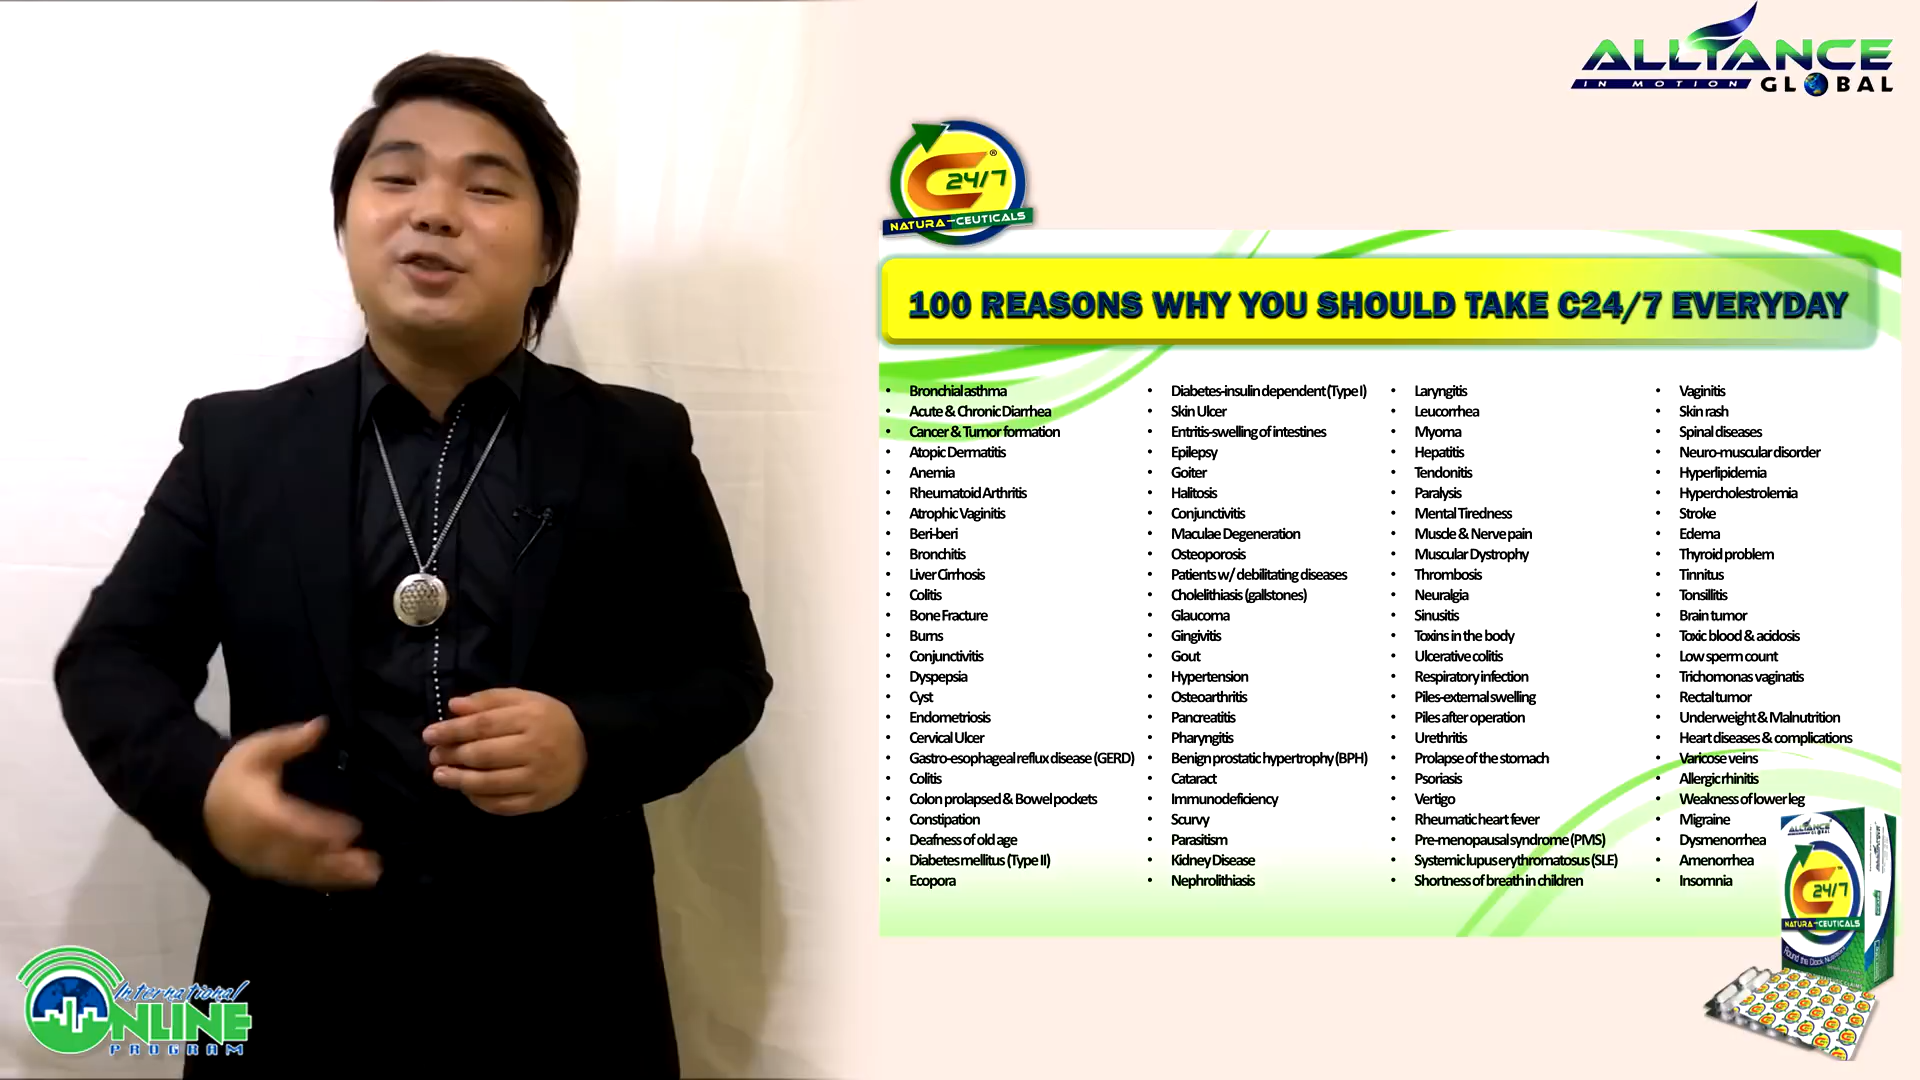 ALLIANCE
IN MOTION GLOBAL
C 24/7 ®
NATURA-CEUTICALS
100 REASONS WHY YOU SHOULD TAKE C24/7 EVERYDAY
• Bronchial asthma
• Acute & Chronic Diarrhea
• Cancer & Tumor formation
• Atopic Dermatitis
• Anemia
• Rheumatoid Arthritis
• Atrophic Vaginitis
• Beri-beri
• Bronchitis
• Liver Cirrhosis
• Colitis
• Bone Fracture
• Burns
• Conjunctivitis
• Dyspepsia
• Cyst
• Endometriosis
• Cervical Ulcer
• Gastro-esophageal reflux disease (GERD)
• Colitis
• Colon prolapsed & Bowel pockets
• Constipation
• Deafness of old age
• Diabetes mellitus (Type II)
• Ecopora
• Diabetes-insulin dependent (Type I)
• Skin Ulcer
• Entritis-swelling of intestines
• Epilepsy
• Goiter
• Halitosis
• Conjunctivitis
• Maculae Degeneration
• Osteoporosis
• Patients w/ debilitating diseases
• Cholelithiasis (gallstones)
• Glaucoma
• Gingivitis
• Gout
• Hypertension
• Osteoarthritis
• Pancreatitis
• Pharyngitis
• Benign prostatic hypertrophy (BPH)
• Cataract
• Immunodeficiency
• Scurvy
• Parasitism
• Kidney Disease
• Nephrolithiasis
• Laryngitis
• Leucorrhea
• Myoma
• Hepatitis
• Tendonitis
• Paralysis
• Mental Tiredness
• Muscle & Nerve pain
• Muscular Dystrophy
• Thrombosis
• Neuralgia
• Sinusitis
• Toxins in the body
• Ulcerative colitis
• Respiratory infection
• Piles-external swelling
• Piles after operation
• Urethritis
• Prolapse of the stomach
• Psoriasis
• Vertigo
• Rheumatic heart fever
• Pre-menopausal syndrome (PMS)
• Systemic lupus erythromatosus (SLE)
• Shortness of breath in children
• Vaginitis
• Skin rash
• Spinal diseases
• Neuro-muscular disorder
• Hyperlipidemia
• Hypercholestrolemia
• Stroke
• Edema
• Thyroid problem
• Tinnitus
• Tonsillitis
• Brain tumor
• Toxic blood & acidosis
• Low sperm count
• Trichomonas vaginatis
• Rectal tumor
• Underweight & Malnutrition
• Heart diseases & complications
• Varicose veins
• Allergic rhinitis
• Weakness of lower leg
• Migraine
• Dysmenorrhea
• Amenorrhea
• Insomnia
ALLIANCE
GLOBAL
C 24/7
NATURA-CEUTICALS
International
ONLINE
PROGRAM